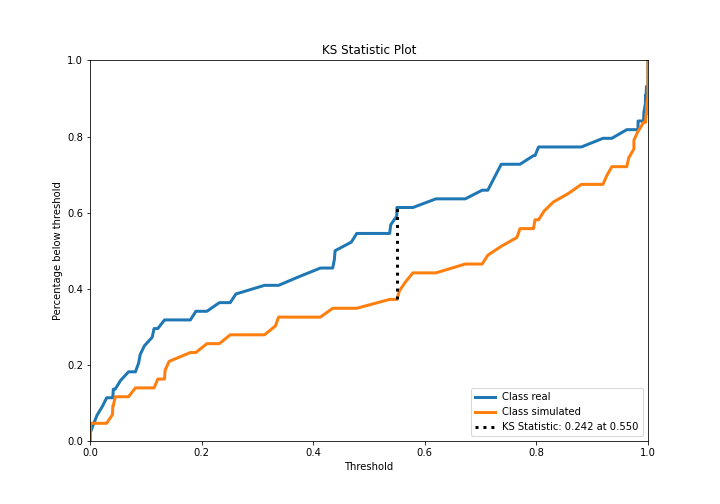 KS Statistic Plot
1.0
0.8
0.6
0.4
0.2
0.0
Percentage below threshold
Class real
Class simulated
KS Statistic: 0.242 at 0.550
0.0 0.2 0.4 0.6 0.8 1.0
Threshold